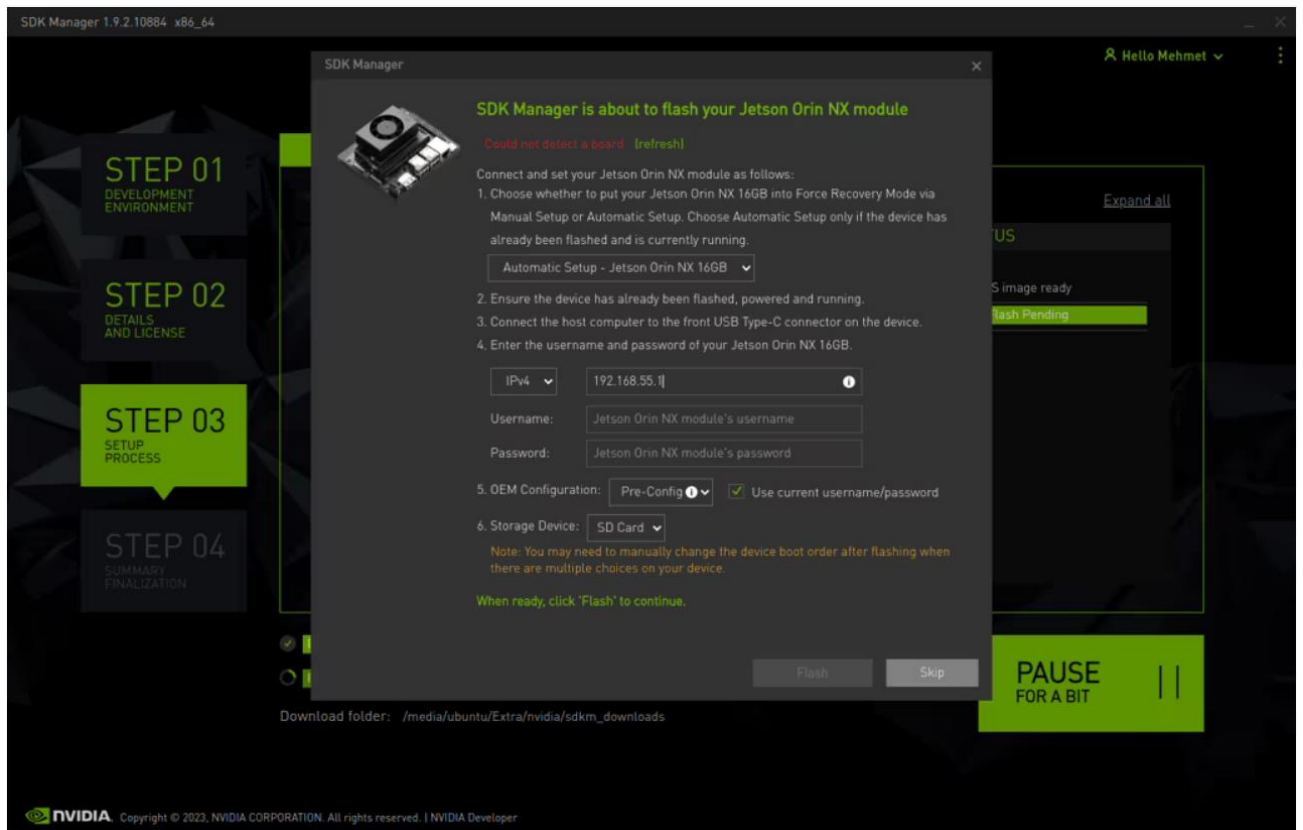 SDK Manager 1.9.2.10884 x86_64
Hello Mehmet
SDK Manager
SDK Manager is about to flash your Jetson Orin NX module
Could not detect a board (refresh)
Connect and set your Jetson Orin NX module as follows:
1. Choose whether to put your Jetson Orin NX 16GB into Force Recovery Mode via
Manual Setup or Automatic Setup. Choose Automatic Setup only if the device has
already been flashed and is currently running.
Automatic Setup - Jetson Orin NX 16GB
2. Ensure the device has already been flashed, powered and running.
3. Connect the host computer to the front USB Type-C connector on the device.
4. Enter the username and password of your Jetson Orin NX 16GB.
IPv4 192.168.55.1
Username: Jetson Orin NX module's username
Password: Jetson Orin NX module's password
5. OEM Configuration: Pre-Config Use current username/password
6. Storage Device: SD Card
Note: You may need to manually change the device boot order after flashing when
there are multiple choices on your device.
When ready, click 'Flash' to continue.
Flash Skip
STEP 01
DEVELOPMENT
ENVIRONMENT
STEP 02
DETAILS
AND LICENSE
STEP 03
SETUP
PROCESS
STEP 04
SUMMARY
FINALIZATION
Expand all
US
S image ready
lash Pending
PAUSE
FOR A BIT
Download folder: /media/ubuntu/Extra/nvidia/sdkm_downloads
NVIDIA. Copyright © 2023, NVIDIA CORPORATION. All rights reserved. | NVIDIA Developer